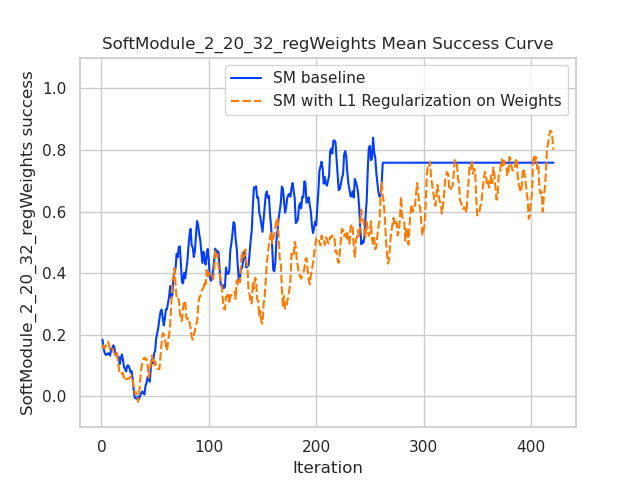 SoftModule_2_20_32_regWeights Mean Success Curve
SM baseline
SM with L1 Regularization on Weights
SoftModule_2_20_32_regWeights success
1.0
0.8
0.6
0.4
0.2
0.0
0
100
200
300
400
Iteration